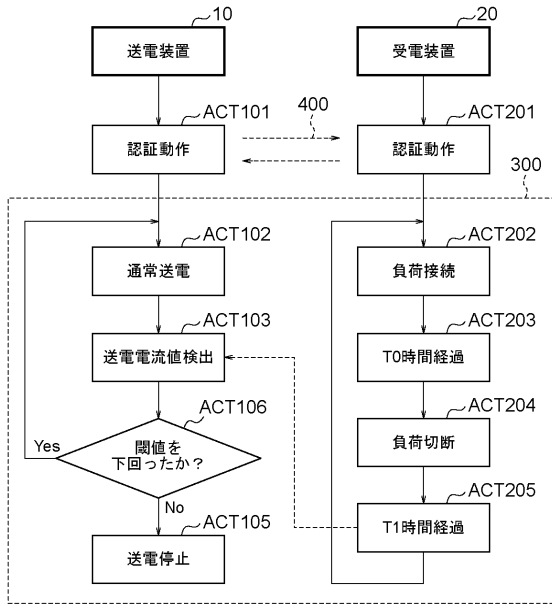 10
送電装置
20
受電装置
ACT101
認証動作
400
ACT201
認証動作
300
ACT102
通常送電
ACT202
負荷接続
ACT103
送電電流値検出
ACT203
T0時間経過
ACT106
閾値を
下回ったか？
Yes
No
ACT204
負荷切断
ACT105
送電停止
ACT205
T1時間経過